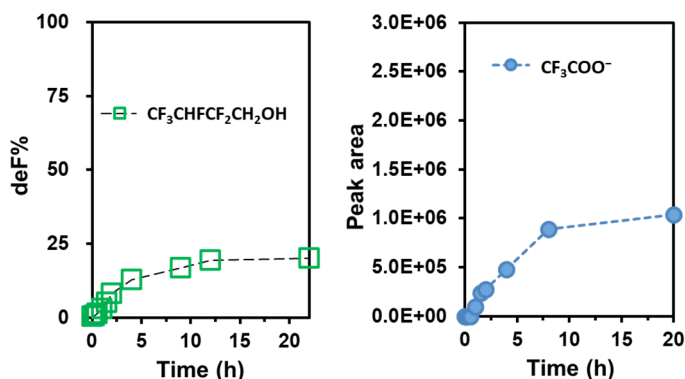 100
75
50
25
0
deF%
CF₃CHFCF₂CH₂OH
0 5 10 15 20
Time (h)
3.0E+06
2.5E+06
2.0E+06
1.5E+06
1.0E+06
5.0E+05
0.0E+00
Peak area
CF₃COO⁻
0 5 10 15 20
Time (h)